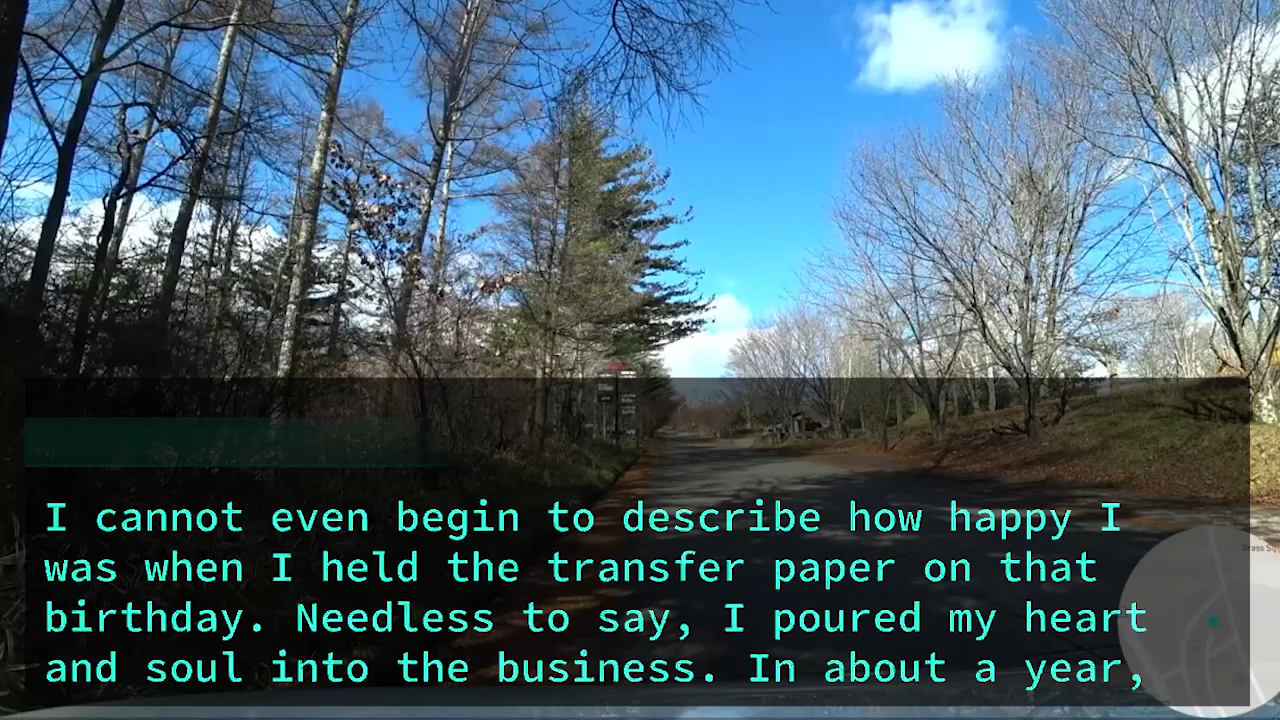 I cannot even begin to describe how happy I
was when I held the transfer paper on that
birthday. Needless to say, I poured my heart
and soul into the business. In about a year,